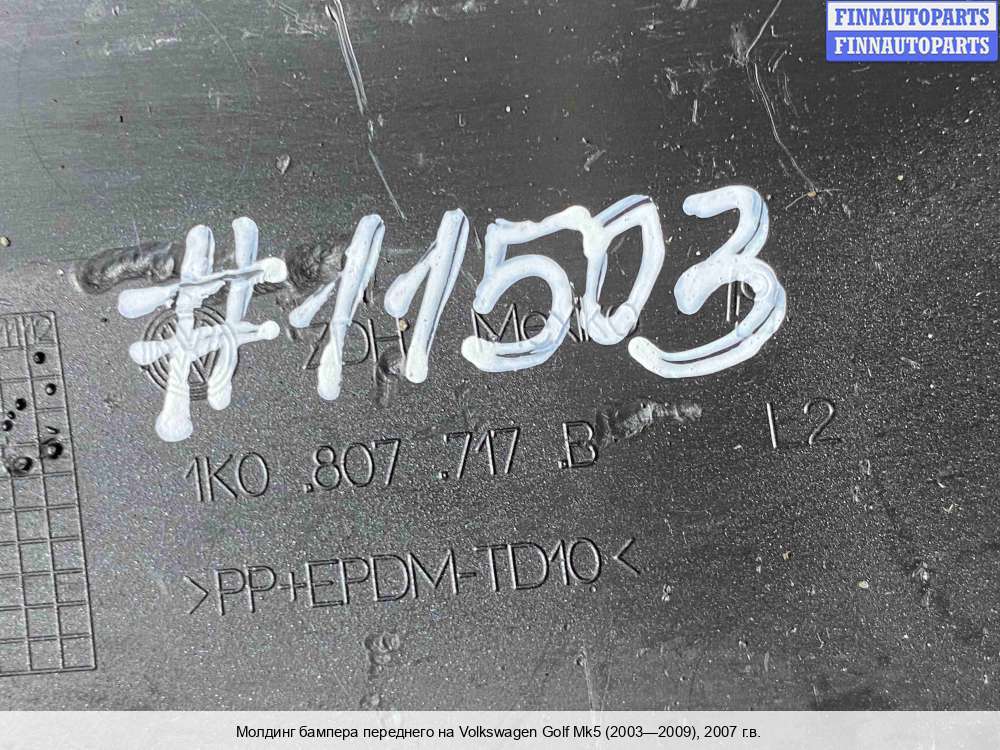 FINNAUTOPARTS
FINNAUTOPARTS
#11503
1K0 .807 .717 .B L2
>PP+EPDM-TD10<
Молдинг бампера переднего на Volkswagen Golf Mk5 (2003—2009), 2007 г.в.